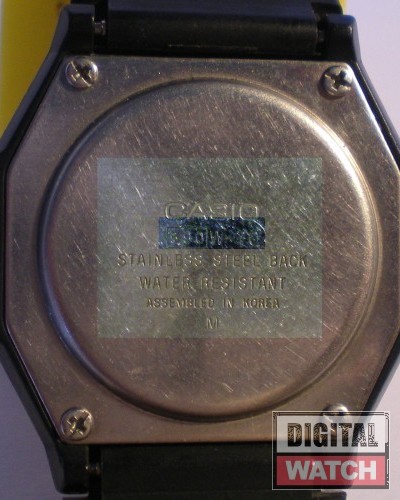 CASIO
STAINLESS STEEL BACK
WATER RESISTANT
ASSEMBLED IN KOREA
M
DIGITAL
WATCH